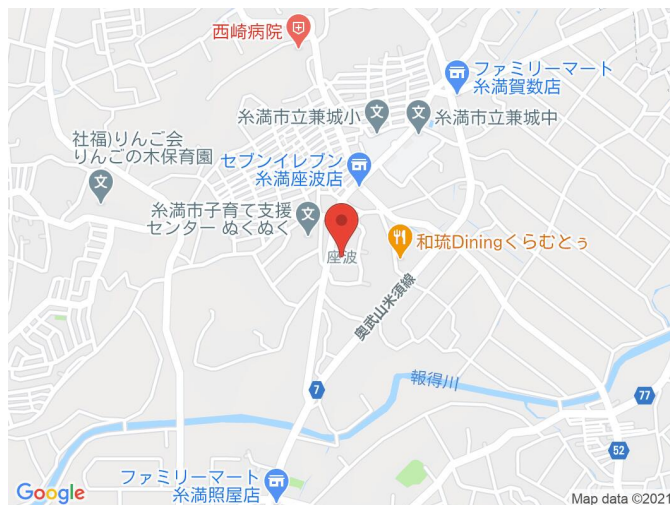 西崎病院
ファミリーマート
糸満賀数店
糸満市立兼城小
糸満市立兼城中
社福)りんご会
りんごの木保育園
セブンイレブン
糸満座波店
糸満市子育て支援
センター ぬくぬく
和琉Diningくらむとぅ
座波
奥武山米須線
報得川
7
77
52
ファミリーマート
糸満照屋店
Google
Map data ©2021